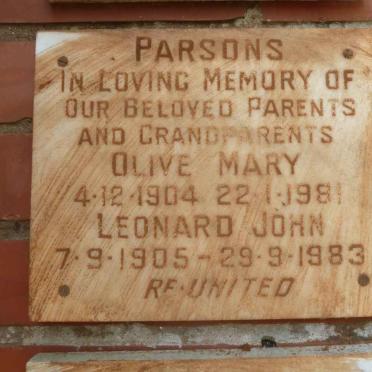 PARSONS
IN LOVING MEMORY OF
OUR BELOVED PARENTS
AND GRANDPARENTS
OLIVE MARY
4·12·1904 22·1·1981
LEONARD JOHN
7·9·1905 - 29·9·1983
RE·UNITED